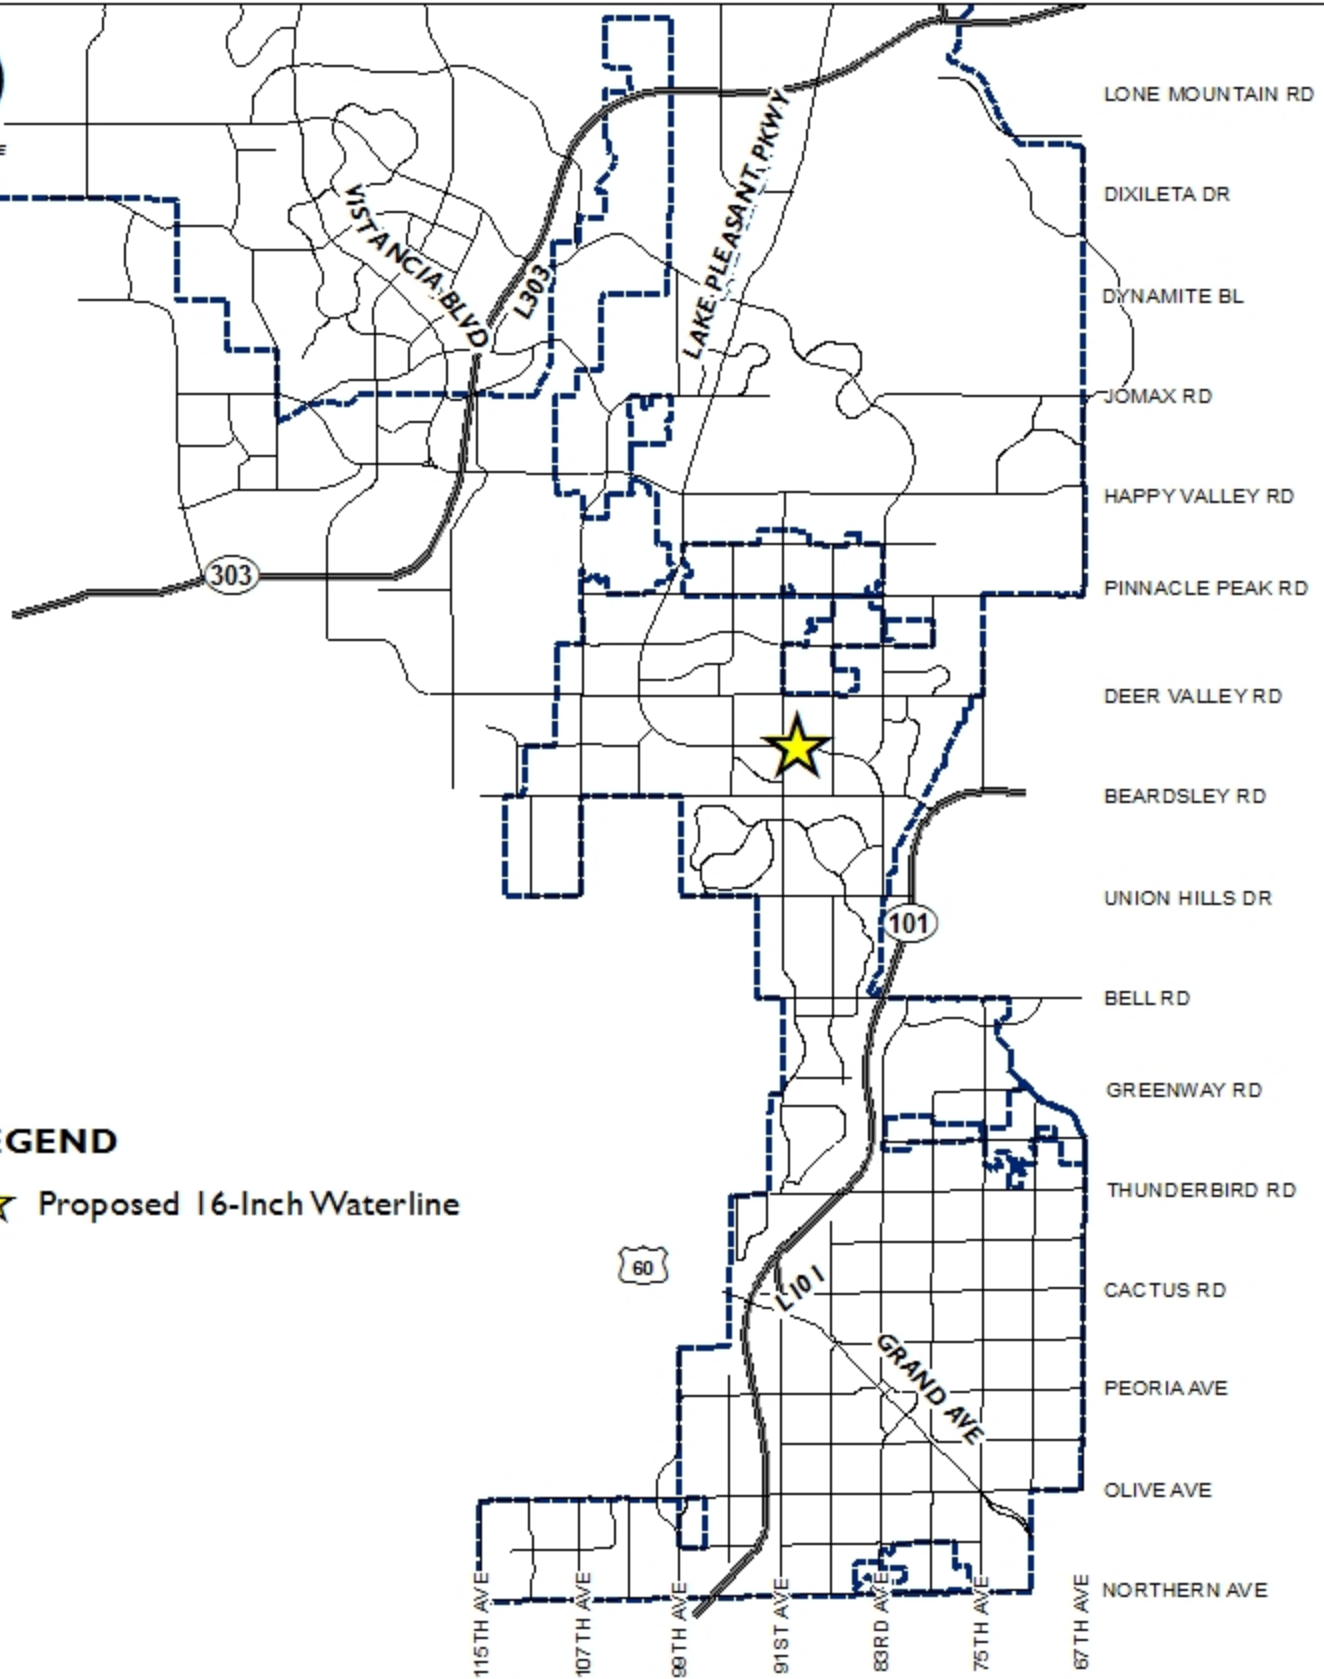 LONE MOUNTAIN RD
DIXILETA DR
DYNAMITE BL
JOMAX RD
HAPPY VALLEY RD
PINNACLE PEAK RD
DEER VALLEY RD
BEARDSLEY RD
UNION HILLS DR
BELL RD
GREENWAY RD
THUNDERBIRD RD
CACTUS RD
PEORIA AVE
OLIVE AVE
NORTHERN AVE
VISTANCIA BLVD
L303
LAKE PLEASANT PKWY
303
101
EGEND
Proposed 16-Inch Waterline
60
L101
GRAND AVE
115TH AVE
107TH AVE
99TH AVE
91ST AVE
83RD AVE
75TH AVE
67TH AVE